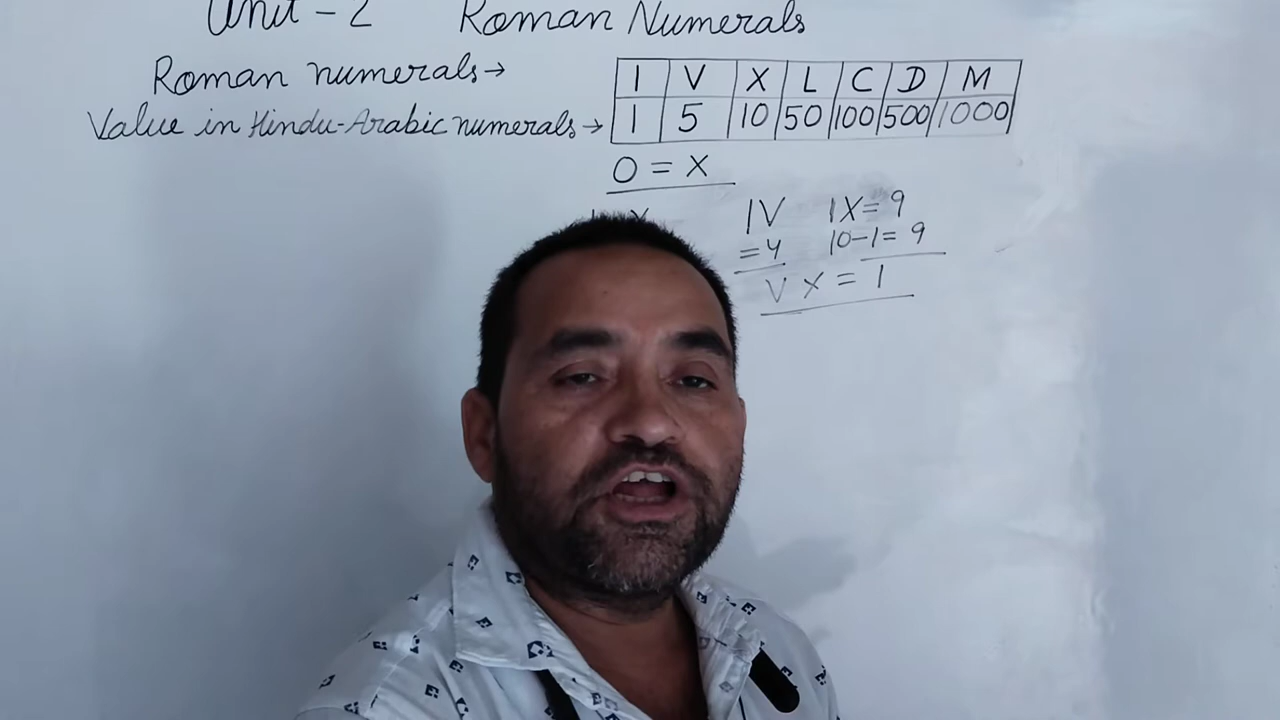 Unit - 2 Roman Numerals
Roman numerals →
I V X L C D M
Value in Hindu-Arabic numerals →
1 5 10 50 100 500 1000
0 = X
IV
= 4
IX = 9
10-1 = 9
V X = 1